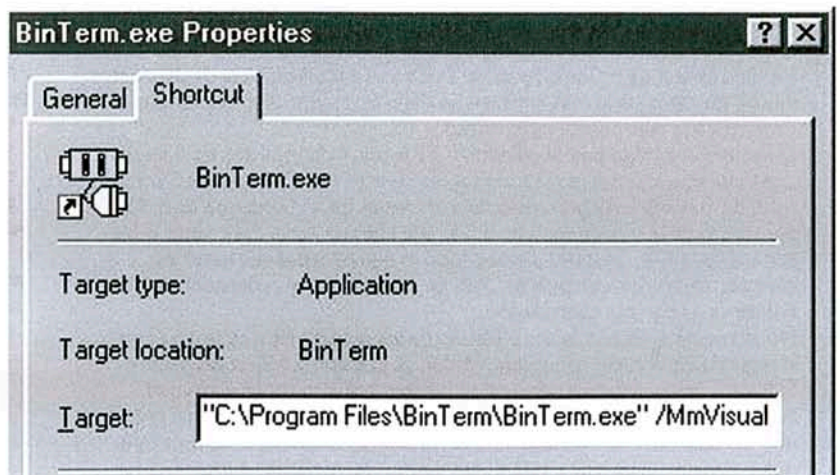 BinTerm.exe Properties
General Shortcut
BinTerm.exe
Target type: Application
Target location: BinTerm
Target: "C:\Program Files\BinTerm\BinTerm.exe" /MmVisual